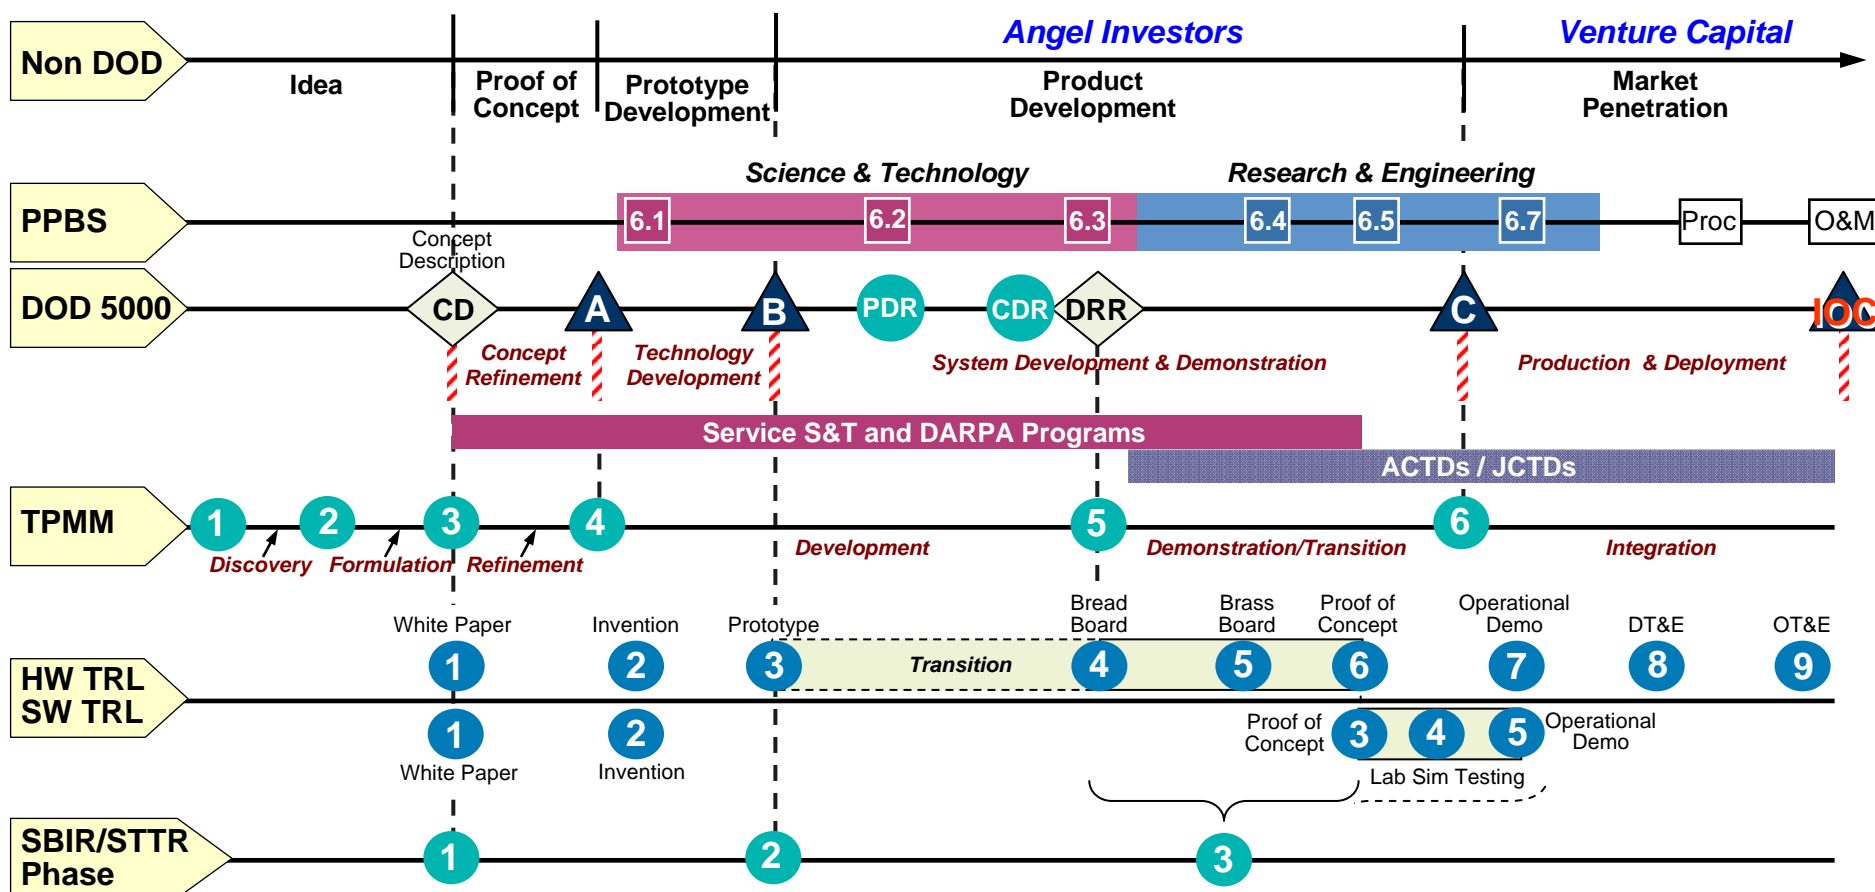 Non DOD
Angel Investors
Venture Capital
Idea
Proof of
Concept
Prototype
Development
Product
Development
Market
Penetration
PPBS
Science & Technology
Research & Engineering
6.1
6.2
6.3
6.4
6.5
6.7
Proc
O&M
Concept
Description
DOD 5000
CD
A
B
PDR
CDR
DRR
C
IOC
Concept
Refinement
Technology
Development
System Development & Demonstration
Production & Deployment
Service S&T and DARPA Programs
ACTDs / JCTDs
TPMM
1
2
3
4
5
6
Discovery
Formulation
Refinement
Development
Demonstration/Transition
Integration
HW TRL
SW TRL
White Paper
Invention
Prototype
Bread
Board
Brass
Board
Proof of
Concept
Operational
Demo
DT&E
OT&E
1
2
3
Transition
4
5
6
7
8
9
1
2
Proof of
Concept
3
4
5
Operational
Demo
White Paper
Invention
Lab Sim Testing
SBIR/STTR
Phase
1
2
3